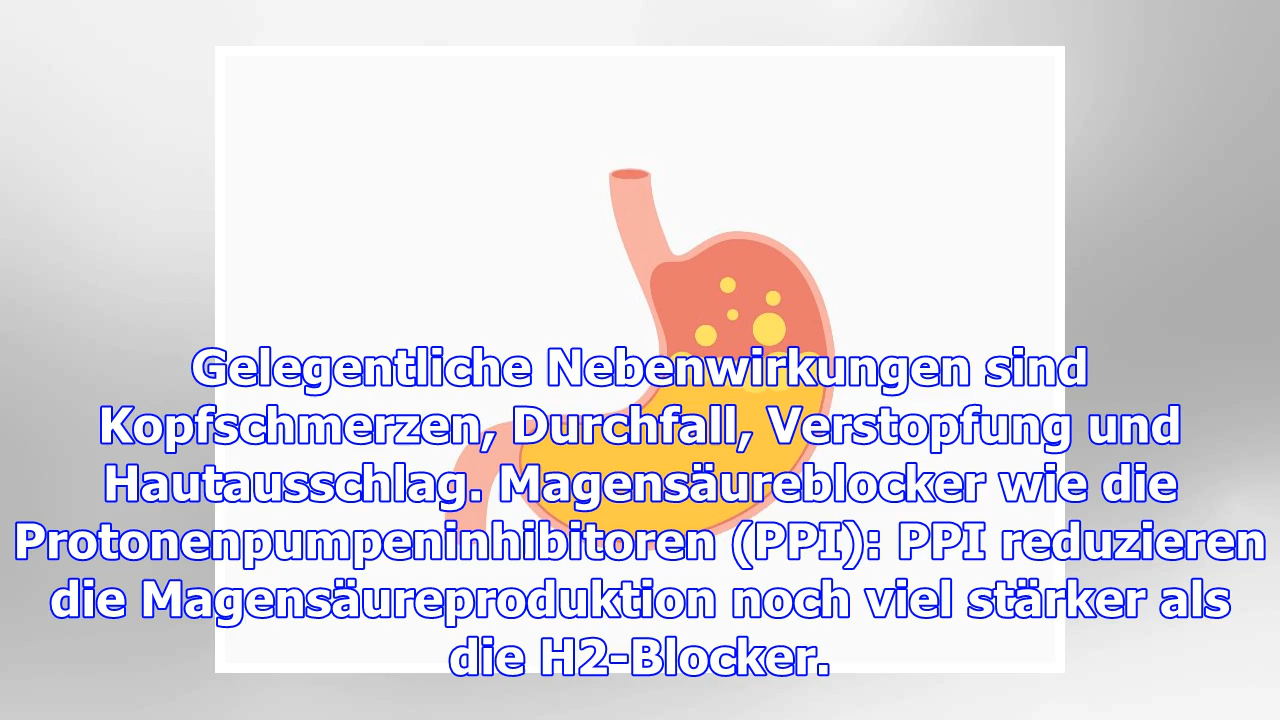 Gelegentliche Nebenwirkungen sind
Kopfschmerzen, Durchfall, Verstopfung und
Hautausschlag. Magensäureblocker wie die
Protonenpumpeninhibitoren (PPI): PPI reduzieren
die Magensäureproduktion noch viel stärker als
die H2-Blocker.